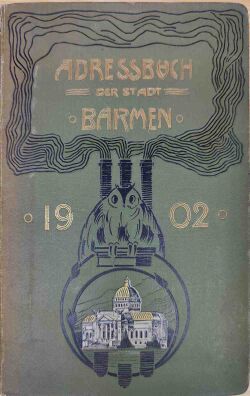 ADRESSBUCH
DER STADT
BARMEN
19 02